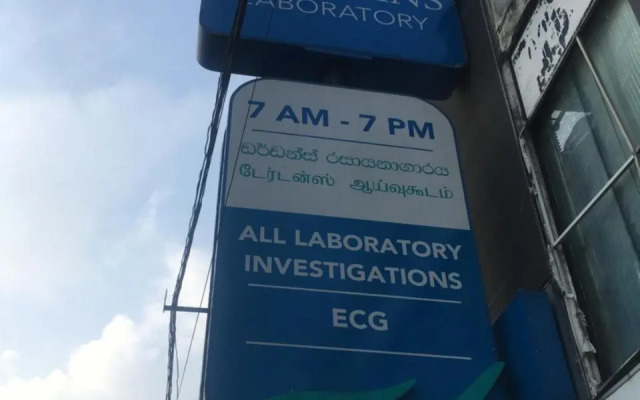 LABORATORY
7 AM - 7 PM
ඩර්ඩන්ස් රසායනාගාරය
டேர்டன்ஸ் ஆய்வுகூடம்
ALL LABORATORY
INVESTIGATIONS
ECG